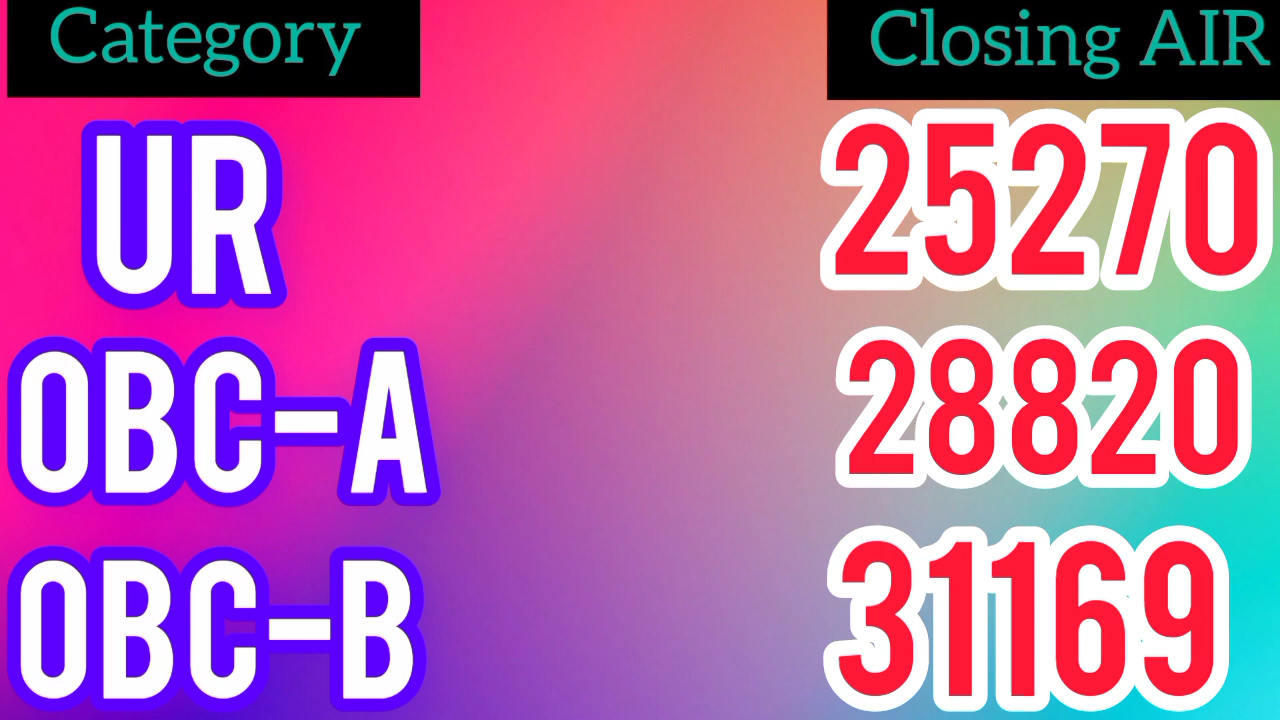 Category Closing AIR
UR 25270
OBC-A 28820
OBC-B 31169